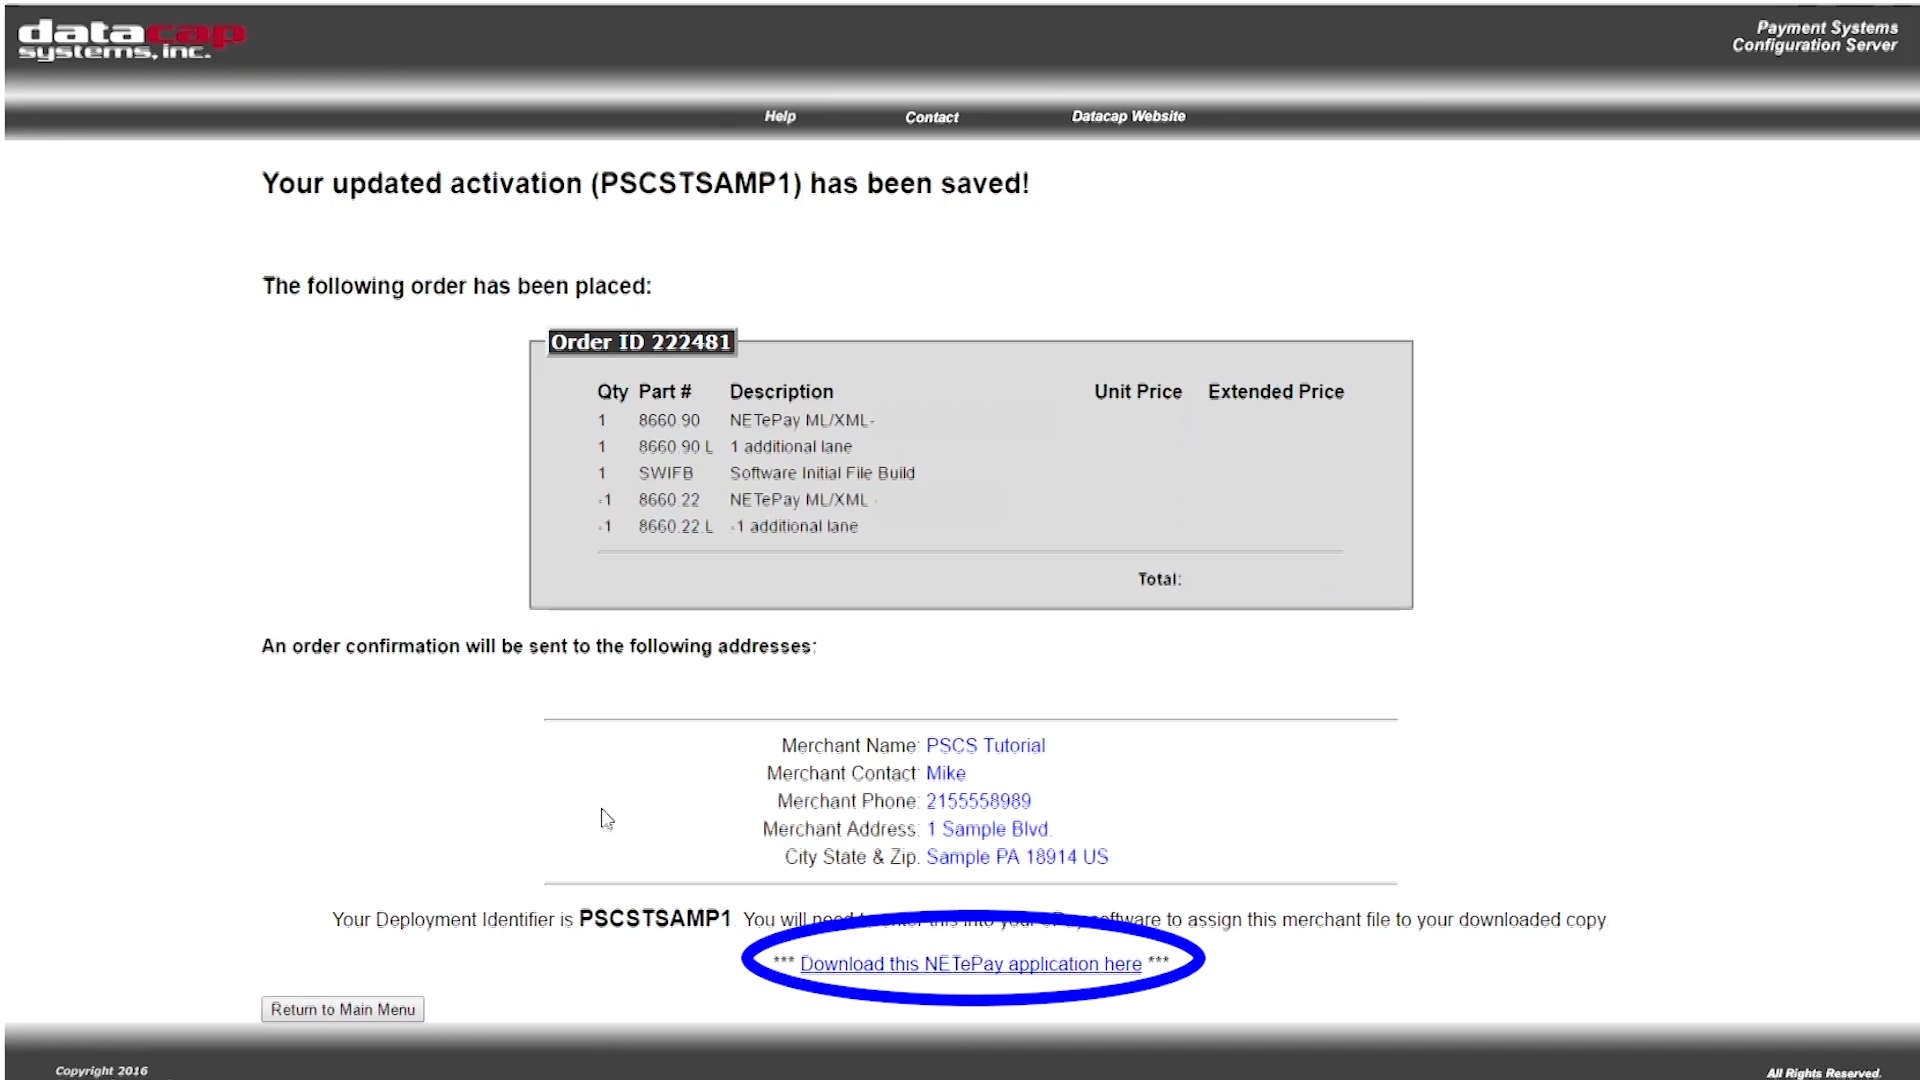 datacap
systems, inc.
Payment Systems
Configuration Server
Help Contact Datacap Website
Your updated activation (PSCSTSAMP1) has been saved!
The following order has been placed:
Order ID 222481
Qty Part # Description Unit Price Extended Price
1 8660.90 NETePay ML/XML-
1 8660.90.L 1 additional lane
1 SWIFB Software Initial File Build
-1 8660.22 NETePay ML/XML -
-1 8660.22.L -1 additional lane
Total:
An order confirmation will be sent to the following addresses:
Merchant Name: PSCS Tutorial
Merchant Contact: Mike
Merchant Phone: 2155558989
Merchant Address: 1 Sample Blvd.
City State & Zip: Sample PA 18914 US
Your Deployment Identifier is PSCSTSAMP1. You will need to enter this into your software to assign this merchant file to your downloaded copy.
*** Download this NETePay application here ***
Return to Main Menu
Copyright 2016
All Rights Reserved.